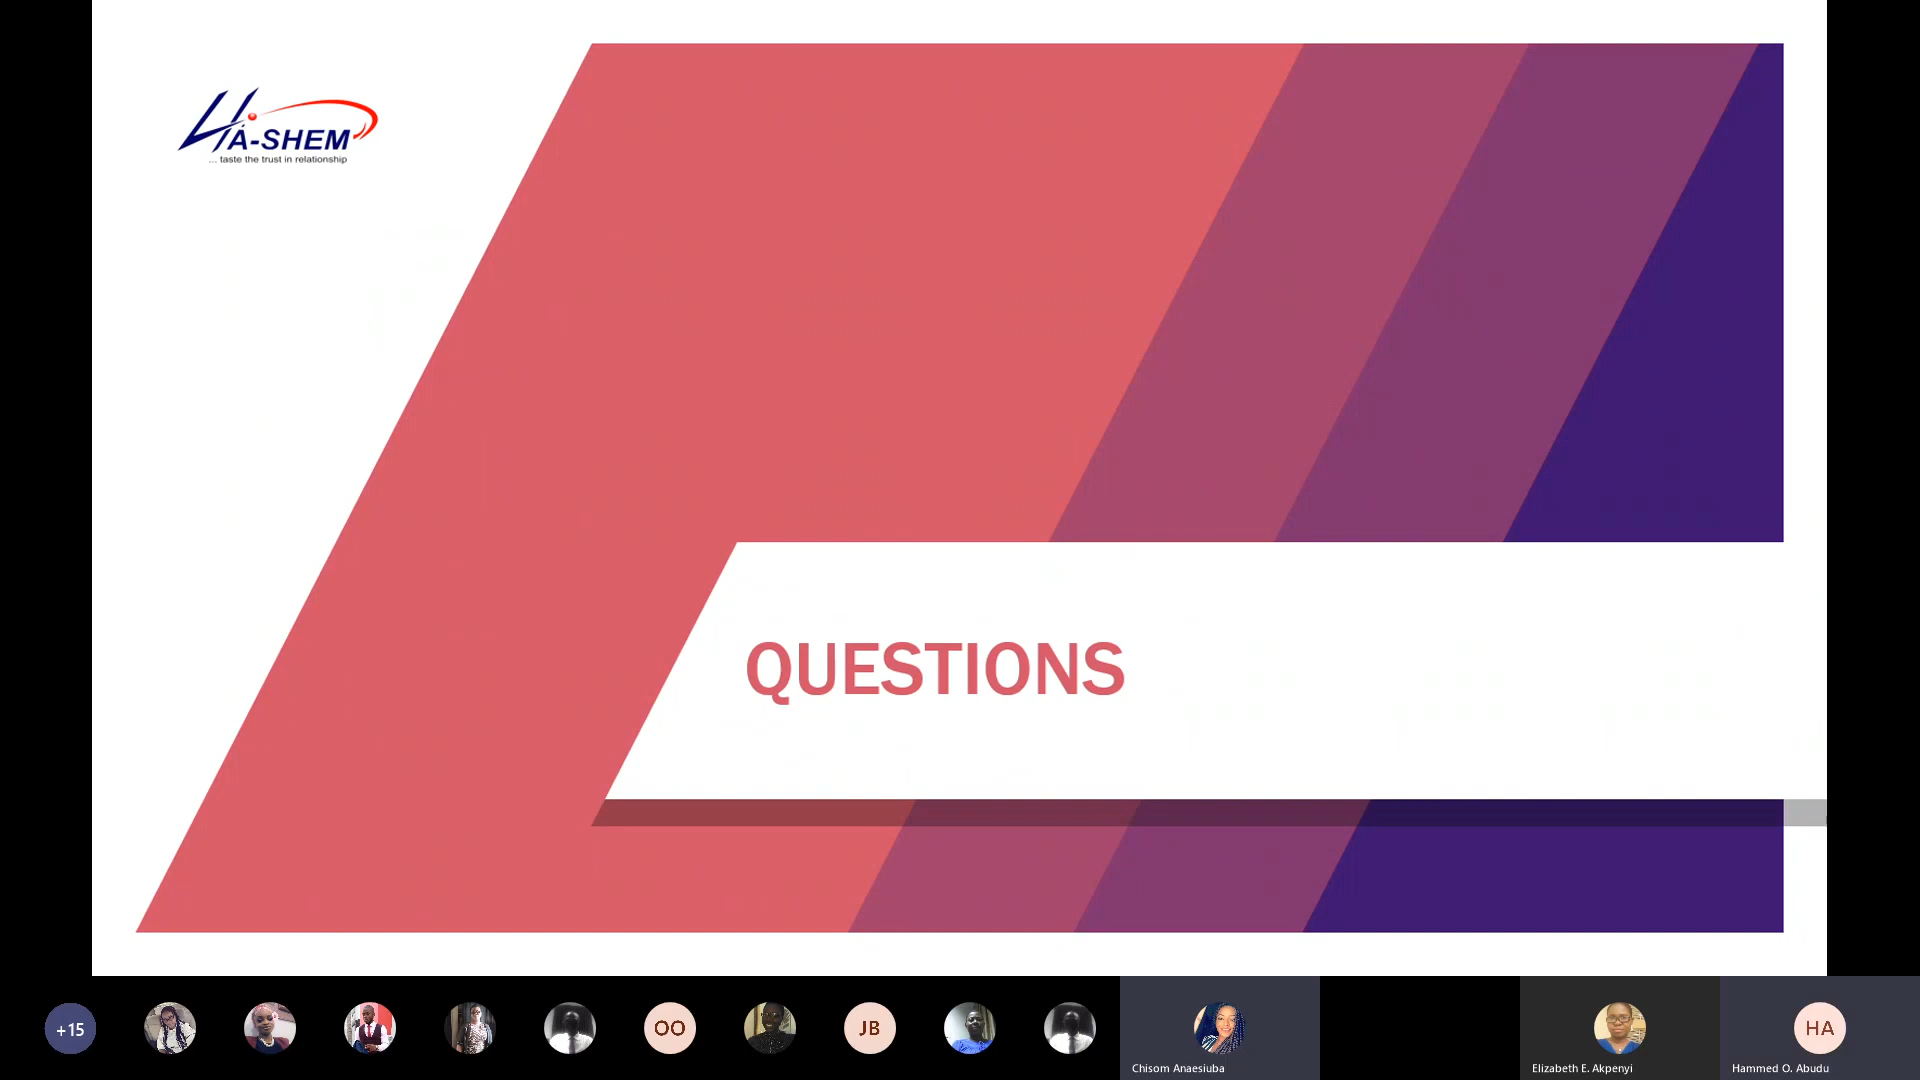 HA-SHEM
... taste the trust in relationship
QUESTIONS
+15
OO
JB
HA
Chisom Anaesiuba
Elizabeth E. Akpenyi
Hammed O. Abudu